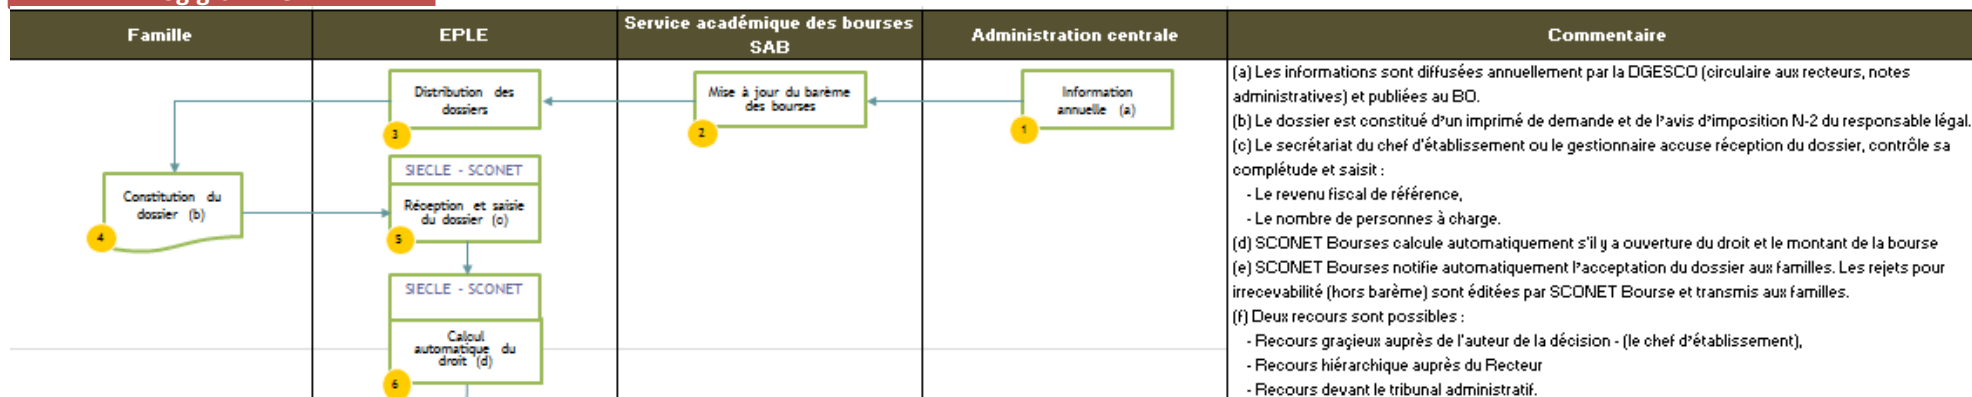 Famille
EPLE
Service académique des bourses
SAB
Administration centrale
Commentaire
Distribution des
dossiers
3
Mise à jour du barème
des bourses
2
Information
annuelle (a)
1
SIECLE - SCONET
Constitution du
dossier (b)
4
Réception et saisie
du dossier (c)
5
SIECLE - SCONET
Calcul
automatique du
droit (d)
6
(a) Les informations sont diffusées annuellement par la DGESCO (circulaire aux recteurs, notes
administratives) et publiées au BO.
(b) Le dossier est constitué d'un imprimé de demande et de l'avis d'imposition N-2 du responsable légal.
(c) Le secrétariat du chef d'établissement ou le gestionnaire accuse réception du dossier, contrôle sa
complétude et saisit :
- Le revenu fiscal de référence,
- Le nombre de personnes à charge.
(d) SCONET Bourses calcule automatiquement s'il y a ouverture du droit et le montant de la bourse
(e) SCONET Bourses notifie automatiquement l'acceptation du dossier aux familles. Les rejets pour
irrecevabilité (hors barème) sont éditées par SCONET Bourse et transmis aux familles.
(f) Deux recours sont possibles :
- Recours graçieux auprès de l'auteur de la décision - (le chef d'établissement),
- Recours hiérarchique auprès du Recteur
- Recours devant le tribunal administratif.